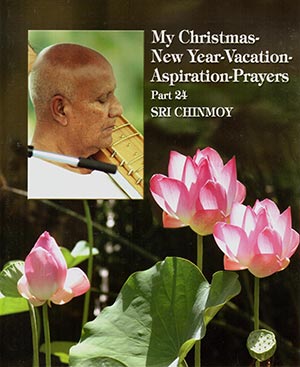 My Christmas-
New Year-Vacation-
Aspiration-Prayers
Part 24
SRI CHINMOY